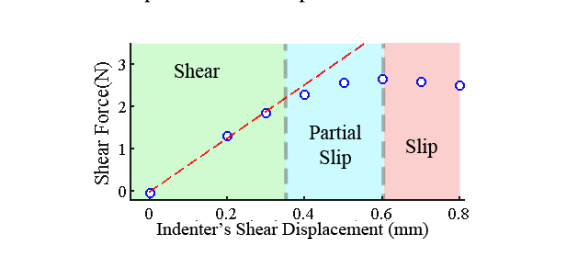 Shear
Partial
Slip
Slip
Shear Force(N)
3
2
1
0
0 0.2 0.4 0.6 0.8
Indenter's Shear Displacement (mm)